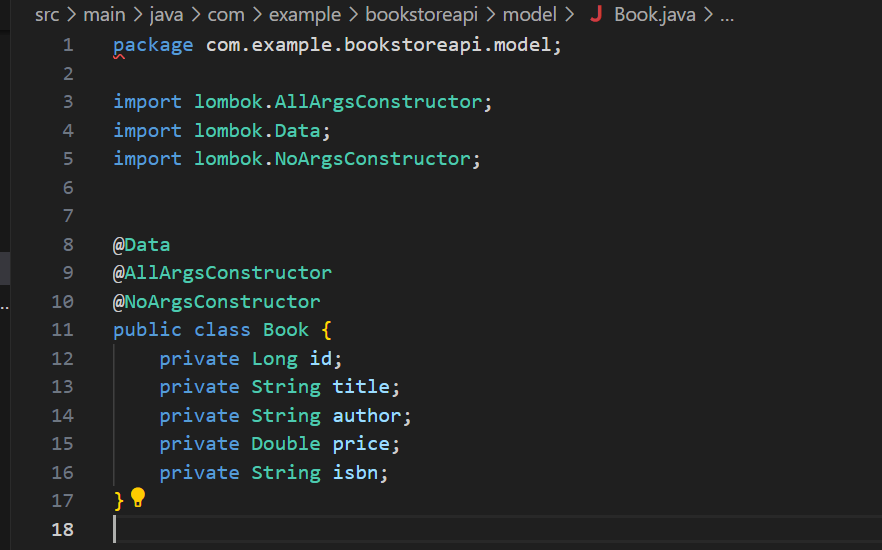 src > main > java > com > example > bookstoreapi > model > J Book.java > ...
1 package com.example.bookstoreapi.model;
2
3 import lombok.AllArgsConstructor;
4 import lombok.Data;
5 import lombok.NoArgsConstructor;
6
7
8 @Data
9 @AllArgsConstructor
10 @NoArgsConstructor
11 public class Book {
12     private Long id;
13     private String title;
14     private String author;
15     private Double price;
16     private String isbn;
17 }
18